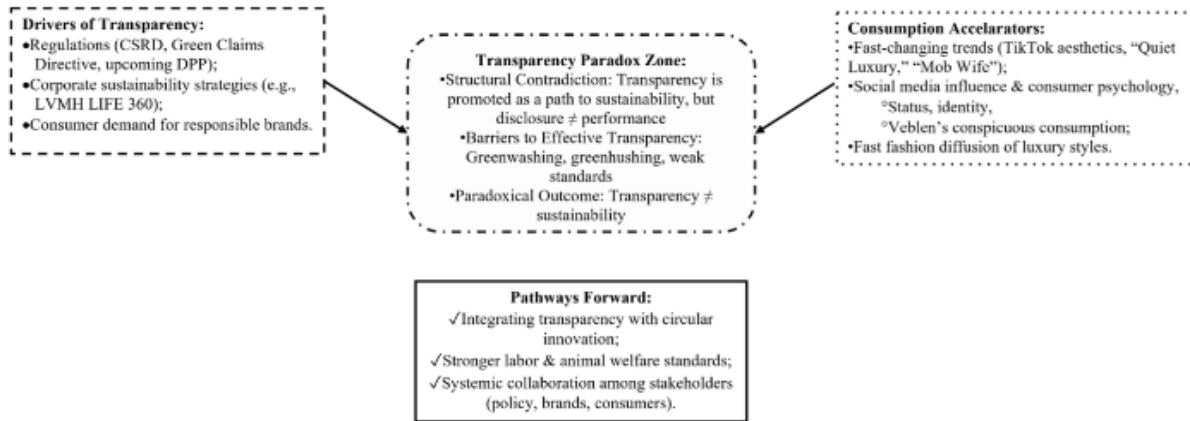 Drivers of Transparency:
•Regulations (CSRD, Green Claims
Directive, upcoming DPP);
•Corporate sustainability strategies (e.g.,
LVMH LIFE 360);
•Consumer demand for responsible brands.
Transparency Paradox Zone:
•Structural Contradiction: Transparency is
promoted as a path to sustainability, but
disclosure ≠ performance
•Barriers to Effective Transparency:
Greenwashing, greenhushing, weak
standards
•Paradoxical Outcome: Transparency ≠
sustainability
Consumption Accelarators:
•Fast-changing trends (TikTok aesthetics, “Quiet
Luxury,” “Mob Wife”);
•Social media influence & consumer psychology,
°Status, identity,
°Veblen’s conspicuous consumption;
•Fast fashion diffusion of luxury styles.
Pathways Forward:
✓Integrating transparency with circular
innovation;
✓Stronger labor & animal welfare standards;
✓Systemic collaboration among stakeholders
(policy, brands, consumers).